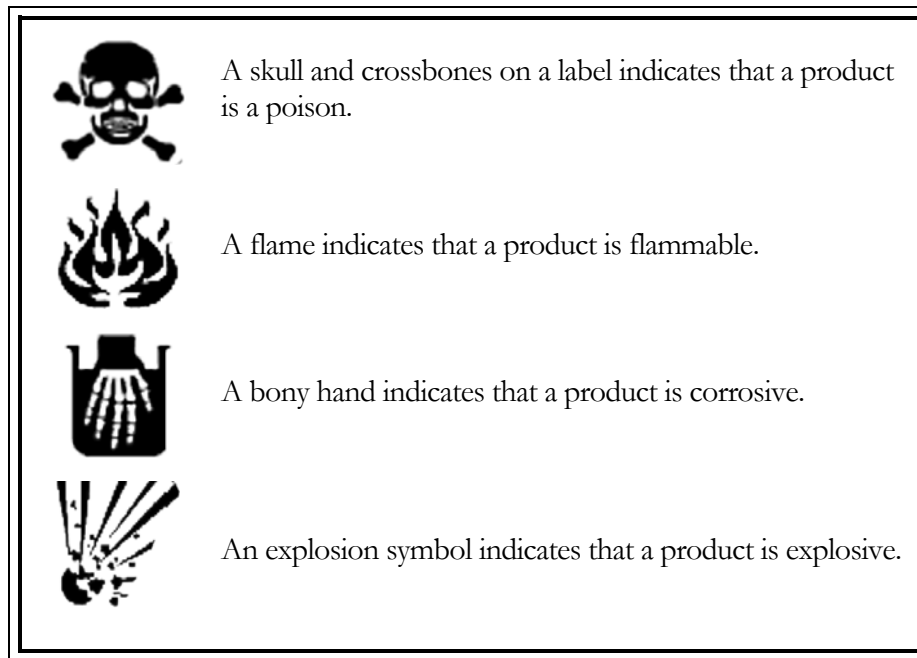 A skull and crossbones on a label indicates that a product
is a poison.
A flame indicates that a product is flammable.
A bony hand indicates that a product is corrosive.
An explosion symbol indicates that a product is explosive.